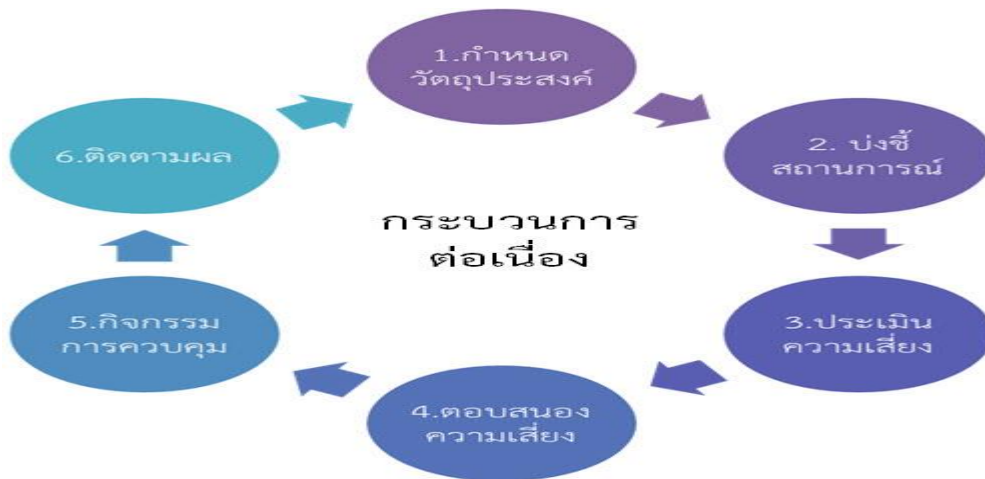 1.กำหนด
วัตถุประสงค์
2. บ่งชี้
สถานการณ์
3.ประเมิน
ความเสี่ยง
4.ตอบสนอง
ความเสี่ยง
5.กิจกรรม
การควบคุม
6.ติดตามผล
กระบวนการ
ต่อเนื่อง